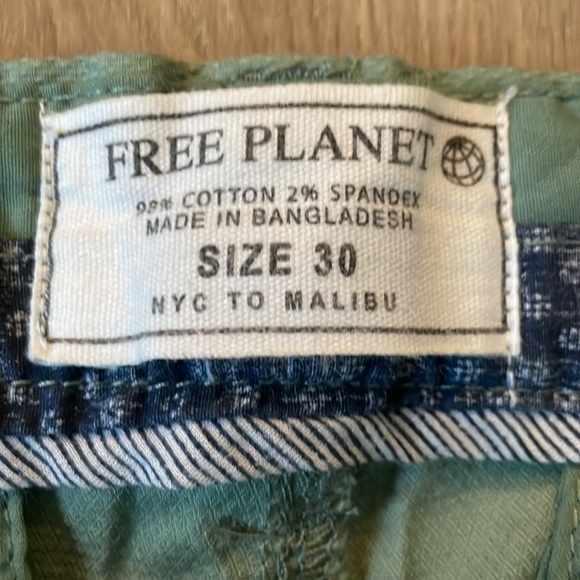 FREE PLANET
98% COTTON 2% SPANDEX
MADE IN BANGLADESH
SIZE 30
NYC TO MALIBU